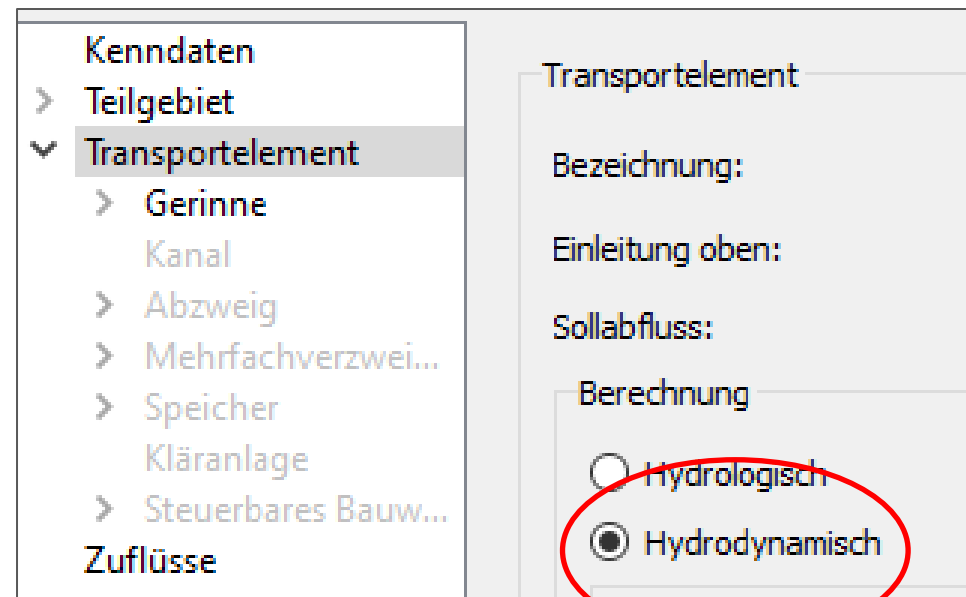 Kenndaten
Teilgebiet
Transportelement
Gerinne
Kanal
Abzweig
Mehrfachverzwei...
Speicher
Kläranlage
Steuerbares Bauw...
Zuflüsse
Transportelement
Bezeichnung:
Einleitung oben:
Sollabfluss:
Berechnung
Hydrologisch
Hydrodynamisch